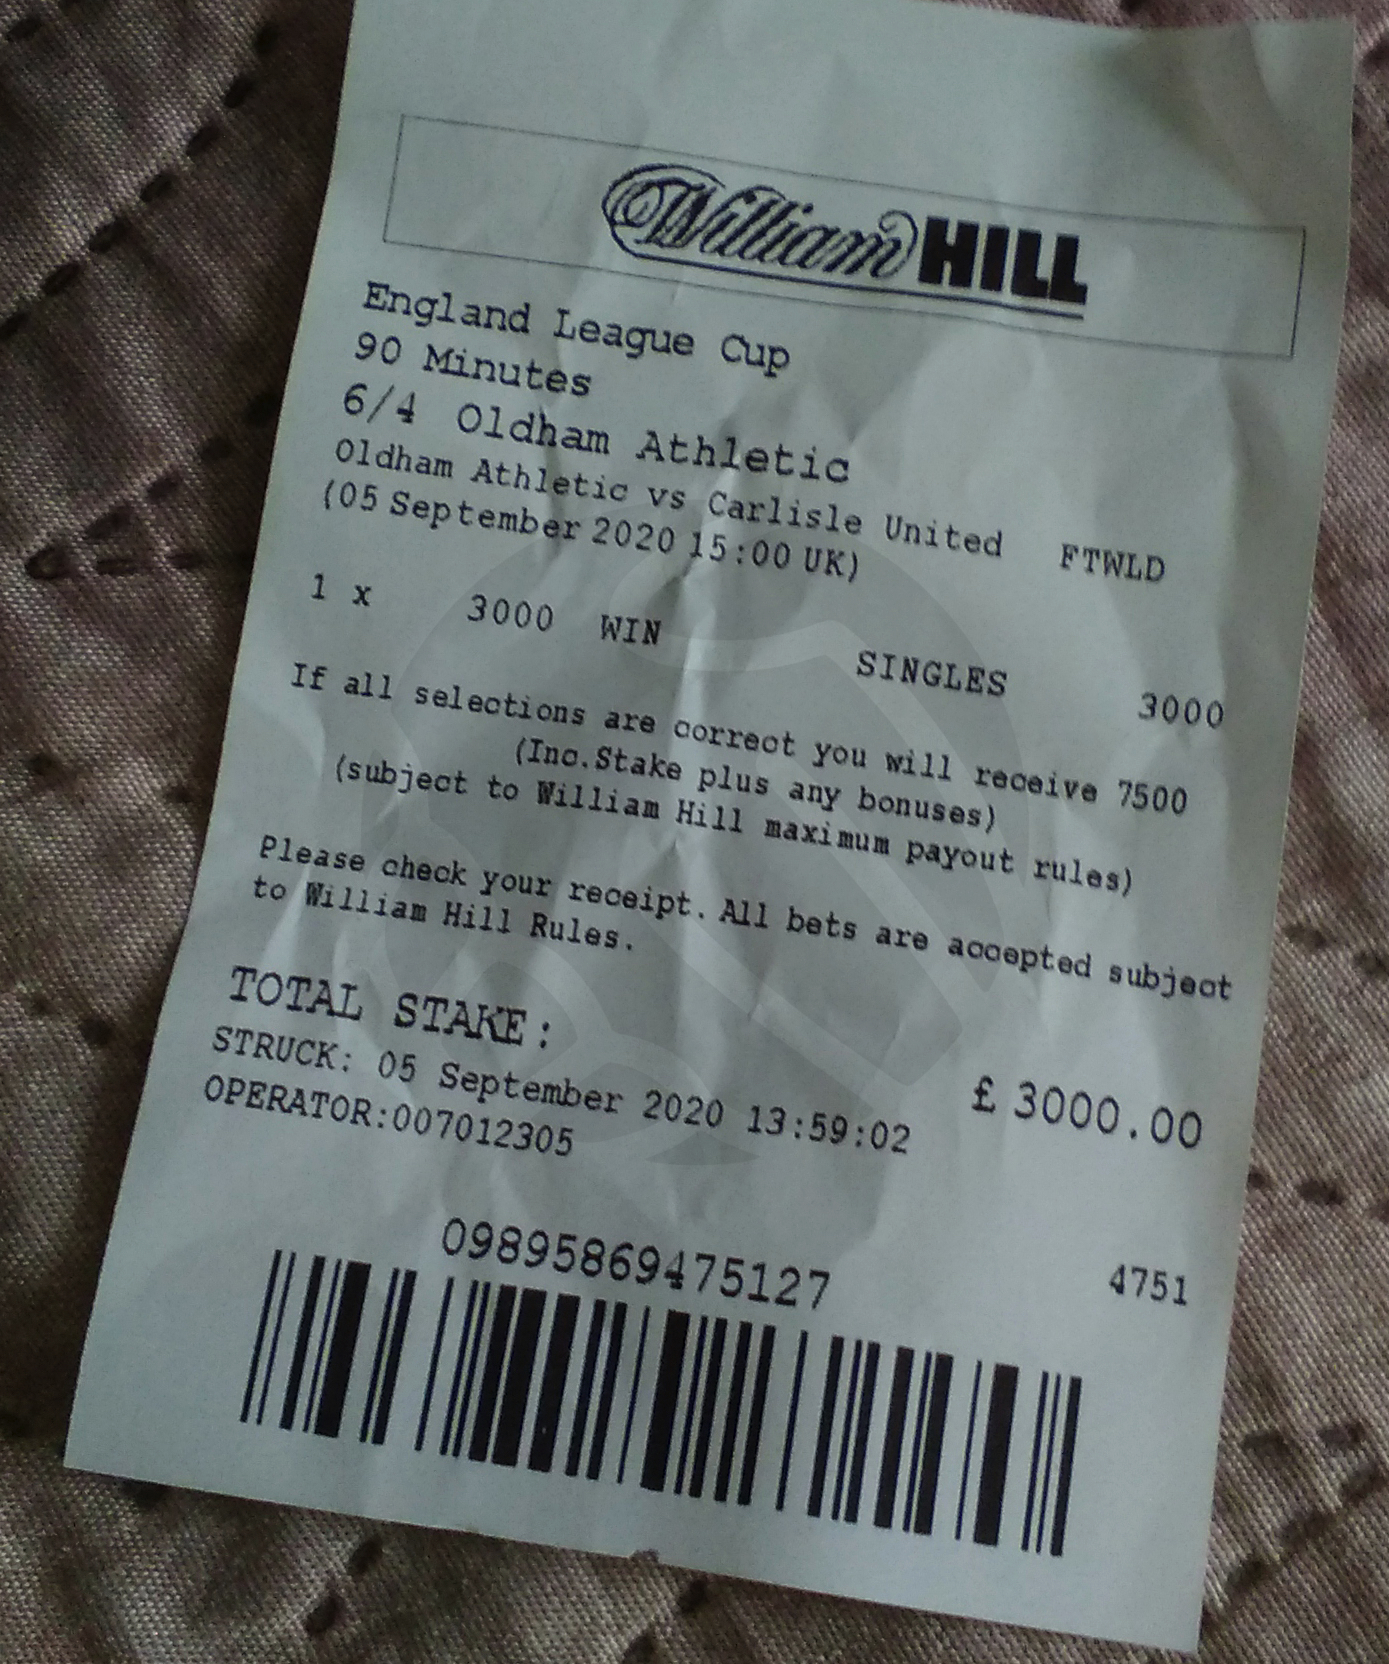 William HILL
England League Cup
90 Minutes
6/4 Oldham Athletic
Oldham Athletic vs Carlisle United FTWLD
(05 September 2020 15:00 UK)
1 x 3000 WIN SINGLES 3000
If all selections are correct you will receive 7500
(Inc.Stake plus any bonuses)
(subject to William Hill maximum payout rules)
Please check your receipt. All bets are accepted subject
to William Hill Rules.
TOTAL STAKE: £ 3000.00
STRUCK: 05 September 2020 13:59:02
OPERATOR:007012305
09895869475127 4751